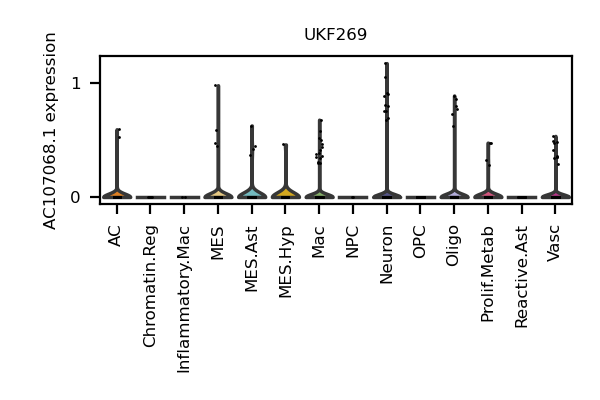 UKF269
AC107068.1 expression
1
0
AC
Chromatin.Reg
Inflammatory.Mac
MES
MES.Ast
MES.Hyp
Mac
NPC
Neuron
OPC
Oligo
Prolif.Metab
Reactive.Ast
Vasc